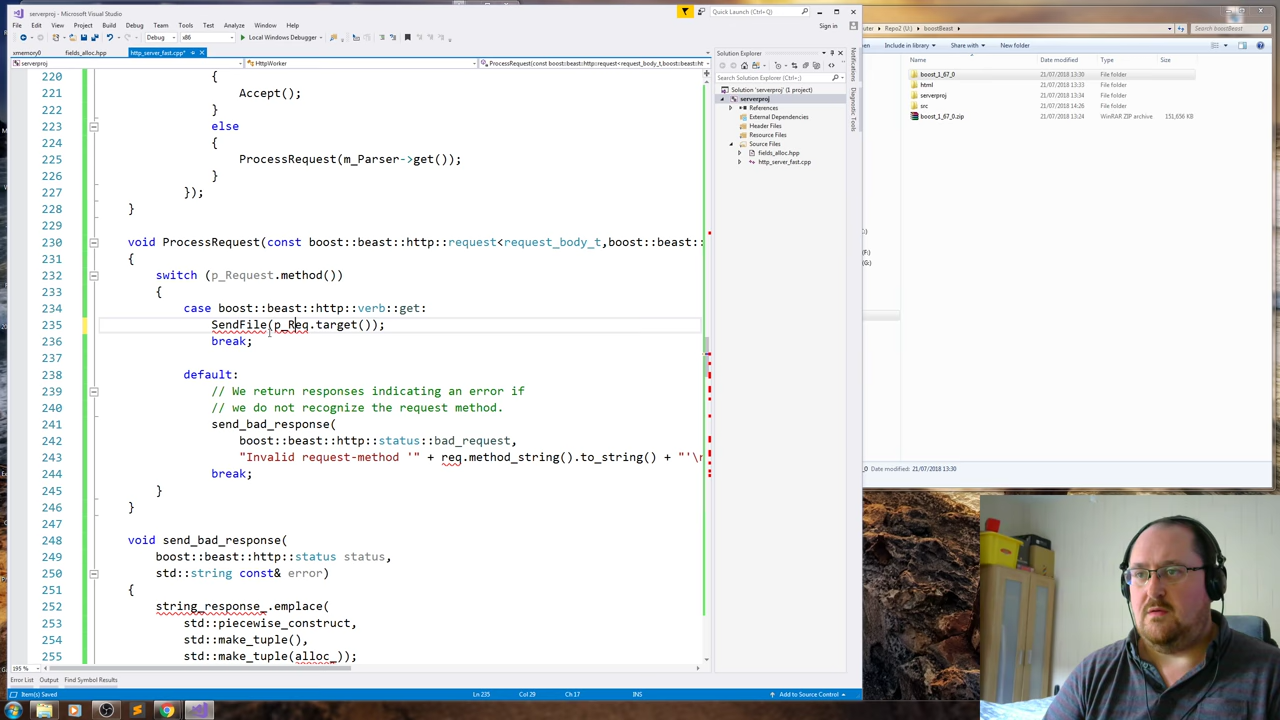 serverproj - Microsoft Visual Studio
Quick Launch (Ctrl+Q)
File Edit View Project Build Debug Team Tools Test Analyze Window Help
Sign in
Debug x86 Local Windows Debugger
xmemory0 fields_alloc.hpp http_server_fast.cpp*
serverproj HttpWorker ProcessRequest(const boost::beast::http::request<request_body_t,boost::beast::ht
220 {
221 Accept();
222 }
223 else
224 {
225 ProcessRequest(m_Parser->get());
226 }
227 });
228 }
229
230 void ProcessRequest(const boost::beast::http::request<request_body_t,boost::beast::
231 {
232 switch (p_Request.method())
233 {
234 case boost::beast::http::verb::get:
235 SendFile(p_Req.target());
236 break;
237
238 default:
239 // We return responses indicating an error if
240 // we do not recognize the request method.
241 send_bad_response(
242 boost::beast::http::status::bad_request,
243 "Invalid request-method '" + req.method_string().to_string() + "'\r
244 break;
245 }
246 }
247
248 void send_bad_response(
249 boost::beast::http::status status,
250 std::string const& error)
251 {
252 string_response_.emplace(
253 std::piecewise_construct,
254 std::make_tuple(),
255 std::make_tuple(alloc_));
195 %
Error List Output Find Symbol Results
Item(s) Saved Ln 235 Col 29 Ch 17 INS Add to Source Control
Solution Explorer
Search Solution Explorer (Ctrl+;)
Solution 'serverproj' (1 project)
serverproj
References
External Dependencies
Header Files
Resource Files
Source Files
fields_alloc.hpp
http_server_fast.cpp
Notifications
Diagnostic Tools
Repo2 (U:) boostBeast
Search boostBeast
Include in library Share with New folder
Date modified Type Size
boost_1_67_0 21/07/2018 13:30 File folder
html 21/07/2018 13:30 File folder
serverproj 21/07/2018 13:30 File folder
src 21/07/2018 14:26 File folder
boost_1_67_0.zip 21/07/2018 13:24 WinRAR ZIP archive 151,656 KB
(F:)
(G:)
Date modified: 21/07/2018 13:30